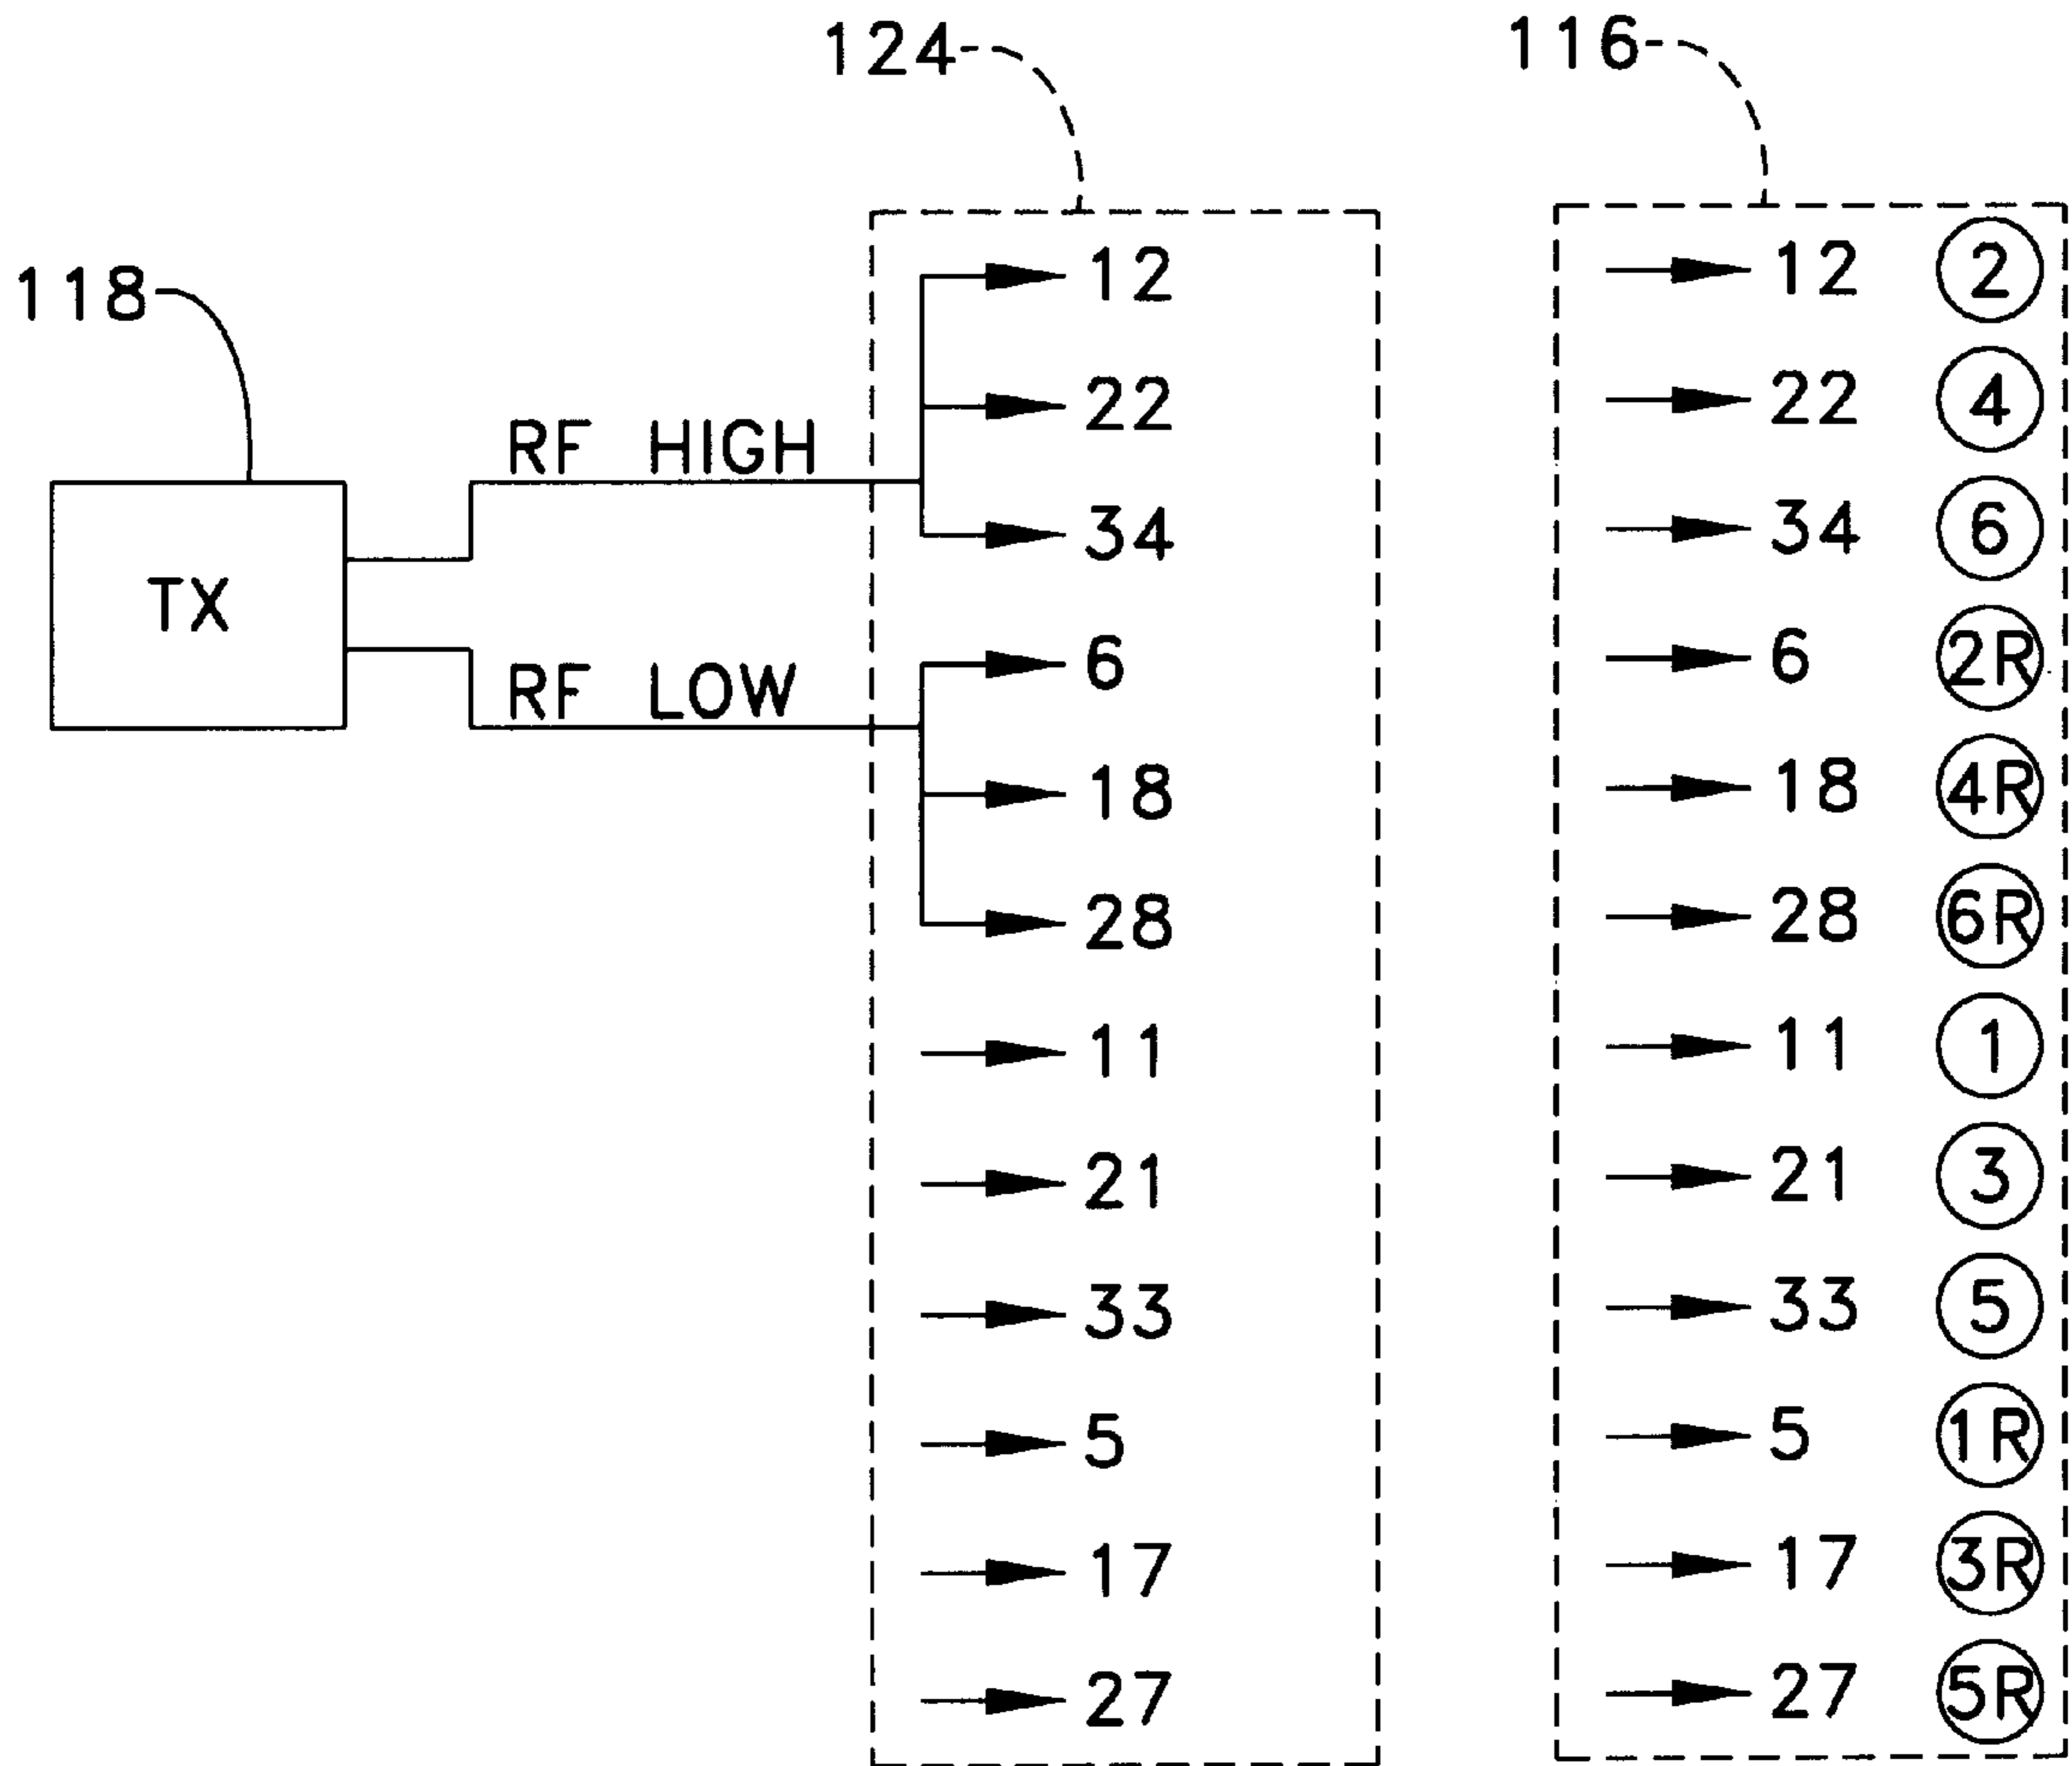 124 116
118
12 12 2
22 22 4
RF HIGH
34 34 6
TX
6 6 2R
RF LOW
18 18 4R
28 28 6R
11 11 1
21 21 3
33 33 5
5 5 1R
17 17 3R
27 27 5R